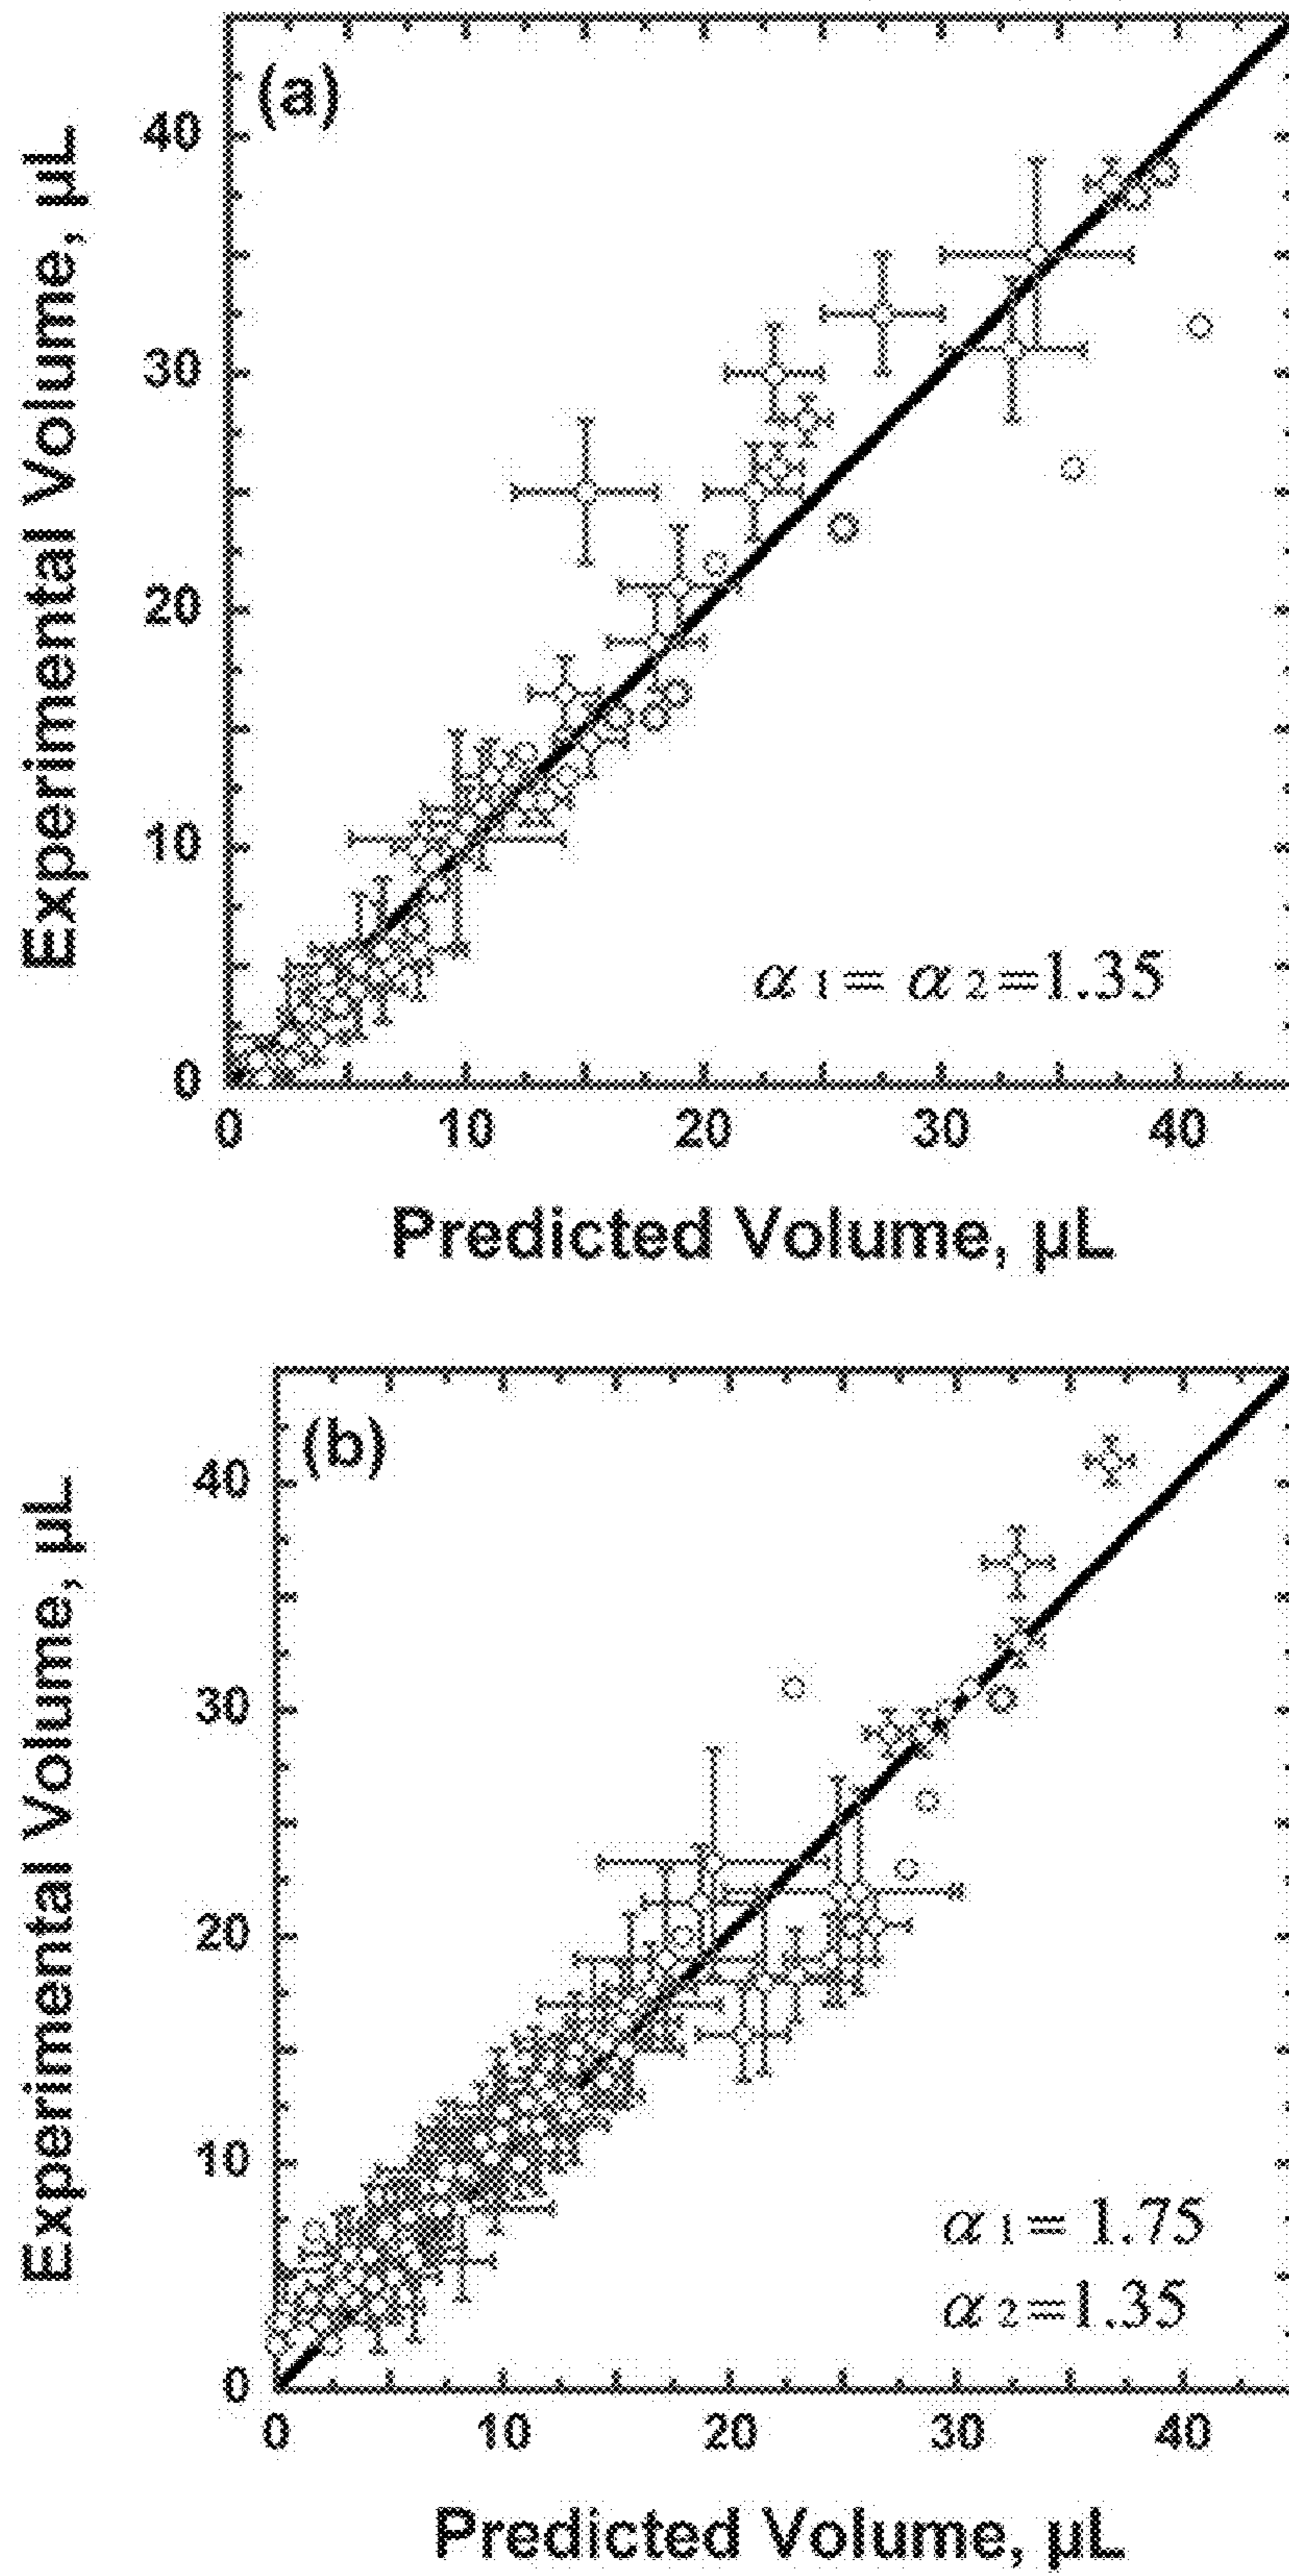 (a)
Experimental Volume, µL
40
30
20
10
0
α₁ = α₂ =1.35
0 10 20 30 40
Predicted Volume, µL
(b)
Experimental Volume, µL
40
30
20
10
0
α₁ = 1.75
α₂ =1.35
0 10 20 30 40
Predicted Volume, µL